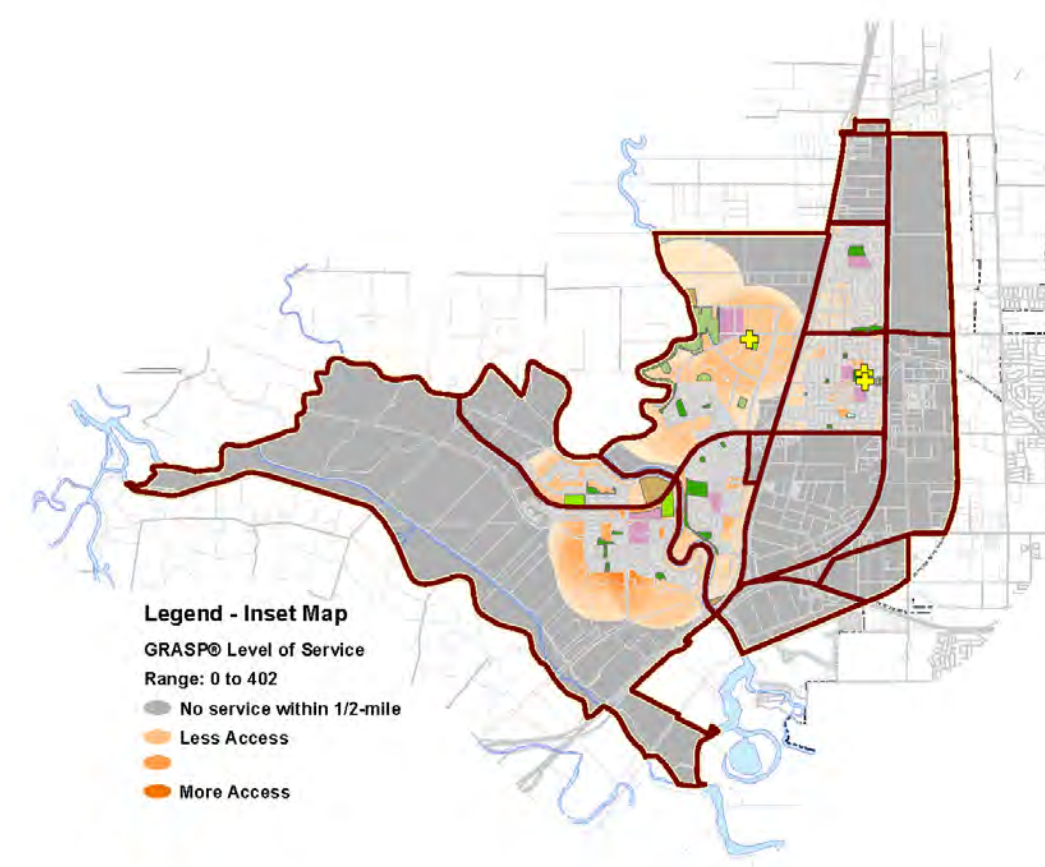 Legend - Inset Map
GRASP® Level of Service
Range: 0 to 402
No service within 1/2-mile
Less Access
More Access